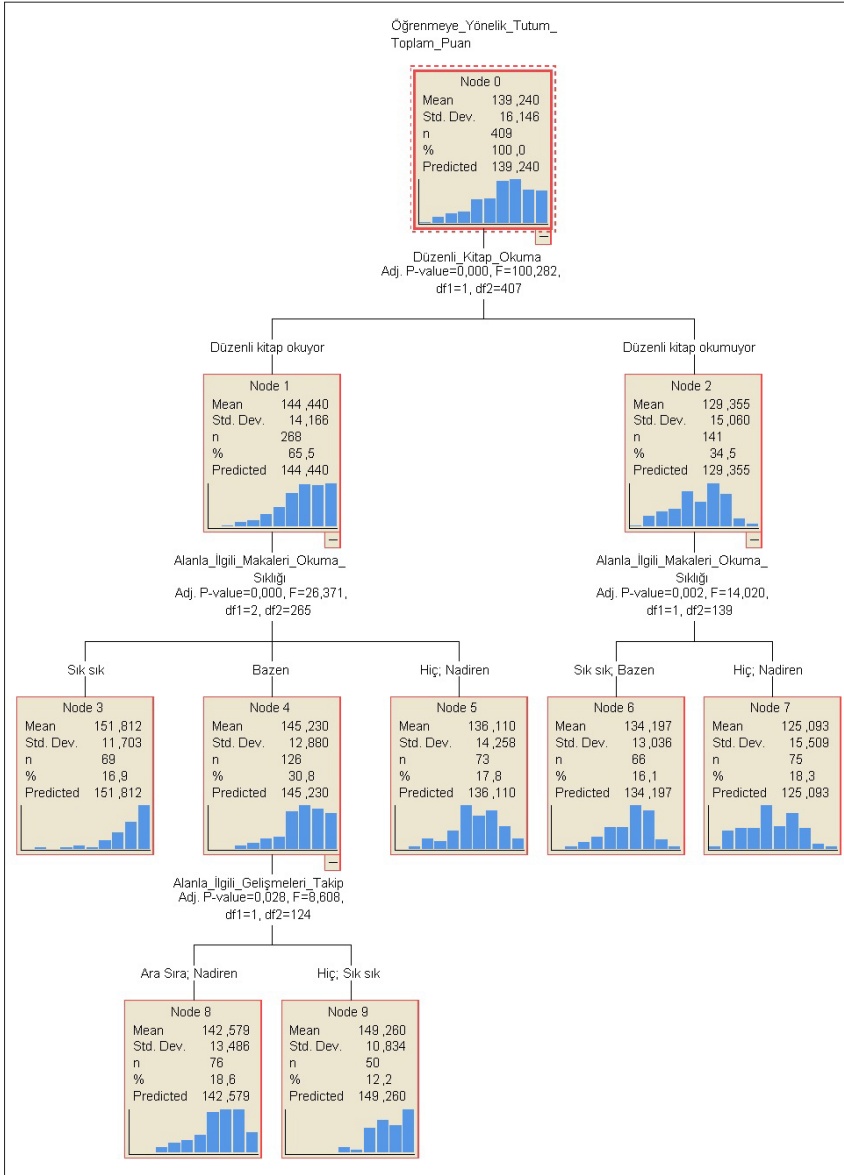 Öğrenmeye_Yönelik_Tutum_
Toplam_Puan
Node 0
Mean 139 ,240
Std. Dev. 16 ,146
n 409
% 100 ,0
Predicted 139 ,240
Düzenli_Kitap_Okuma
Adj. P-value=0,000, F=100,282,
df1=1, df2=407
Düzenli kitap okuyor
Düzenli kitap okumuyor
Node 1
Mean 144 ,440
Std. Dev. 14 ,166
n 268
% 65 ,5
Predicted 144 ,440
Node 2
Mean 129 ,355
Std. Dev. 15 ,060
n 141
% 34 ,5
Predicted 129 ,355
Alanla_İlgili_Makaleri_Okuma_
Sıklığı
Adj. P-value=0,000, F=26,371,
df1=2, df2=265
Alanla_İlgili_Makaleri_Okuma_
Sıklığı
Adj. P-value=0,002, F=14,020,
df1=1, df2=139
Sık sık
Bazen
Hiç; Nadiren
Sık sık; Bazen
Hiç; Nadiren
Node 3
Mean 151 ,812
Std. Dev. 11 ,703
n 69
% 16 ,9
Predicted 151 ,812
Node 4
Mean 145 ,230
Std. Dev. 12 ,880
n 126
% 30 ,8
Predicted 145 ,230
Node 5
Mean 136 ,110
Std. Dev. 14 ,258
n 73
% 17 ,8
Predicted 136 ,110
Node 6
Mean 134 ,197
Std. Dev. 13 ,036
n 66
% 16 ,1
Predicted 134 ,197
Node 7
Mean 125 ,093
Std. Dev. 15 ,509
n 75
% 18 ,3
Predicted 125 ,093
Alanla_İlgili_Gelişmeleri_Takip
Adj. P-value=0,028, F=8,608,
df1=1, df2=124
Ara Sıra; Nadiren
Hiç; Sık sık
Node 8
Mean 142 ,579
Std. Dev. 13 ,486
n 76
% 18 ,6
Predicted 142 ,579
Node 9
Mean 149 ,260
Std. Dev. 10 ,834
n 50
% 12 ,2
Predicted 149 ,260